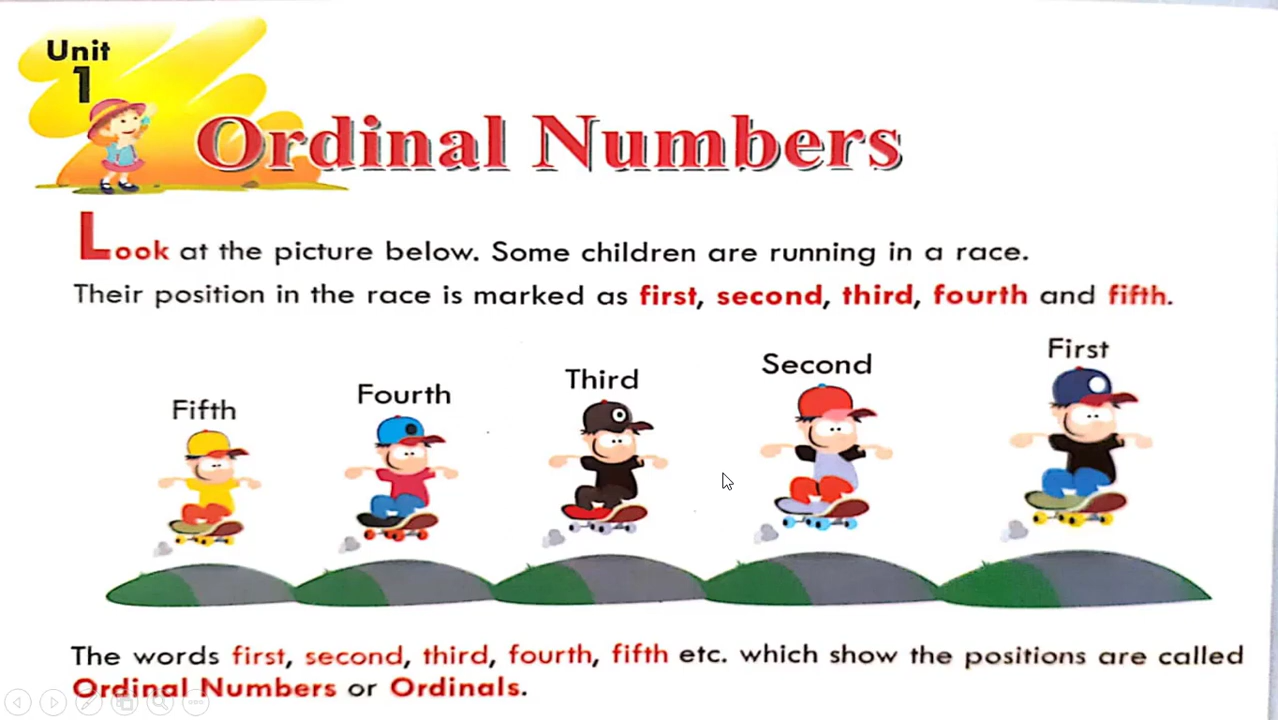 Unit
1
Ordinal Numbers
Look at the picture below. Some children are running in a race.
Their position in the race is marked as first, second, third, fourth and fifth.
First
Second
Third
Fourth
Fifth
The words first, second, third, fourth, fifth etc. which show the positions are called
Ordinal Numbers or Ordinals.